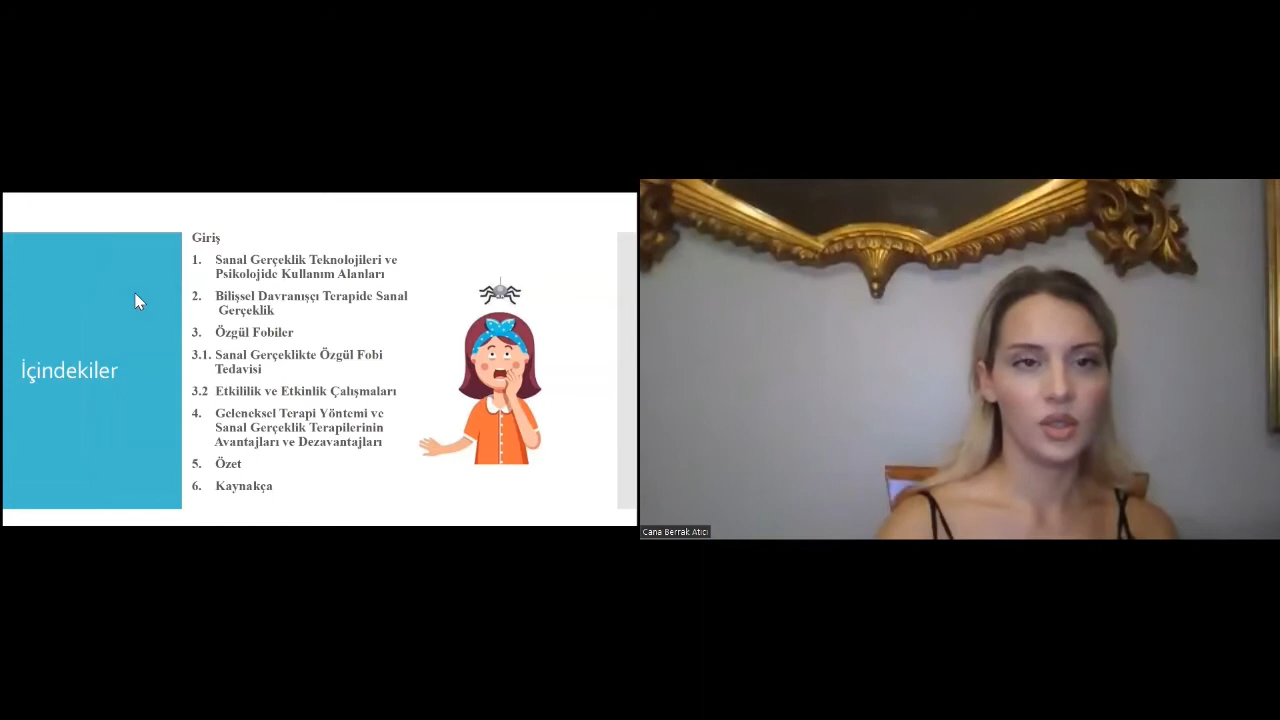 İçindekiler
Giriş
1. Sanal Gerçeklik Teknolojileri ve
Psikolojide Kullanım Alanları
2. Bilişsel Davranışçı Terapide Sanal
Gerçeklik
3. Özgül Fobiler
3.1. Sanal Gerçeklikte Özgül Fobi
Tedavisi
3.2 Etkililik ve Etkinlik Çalışmaları
4. Geleneksel Terapi Yöntemi ve
Sanal Gerçeklik Terapilerinin
Avantajları ve Dezavantajları
5. Özet
6. Kaynakça
Cana Berrak Atıcı